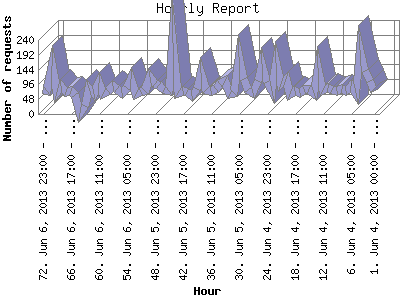 Hourly Report
Number of requests
240
192
144
96
48
0
72. Jun 6, 2013 23:00 - ...
66. Jun 6, 2013 17:00 - ...
60. Jun 6, 2013 11:00 - ...
54. Jun 6, 2013 05:00 - ...
48. Jun 5, 2013 23:00 - ...
42. Jun 5, 2013 17:00 - ...
36. Jun 5, 2013 11:00 - ...
30. Jun 5, 2013 05:00 - ...
24. Jun 4, 2013 23:00 - ...
18. Jun 4, 2013 17:00 - ...
12. Jun 4, 2013 11:00 - ...
6. Jun 4, 2013 05:00 - ...
1. Jun 4, 2013 00:00 - ...
Hour